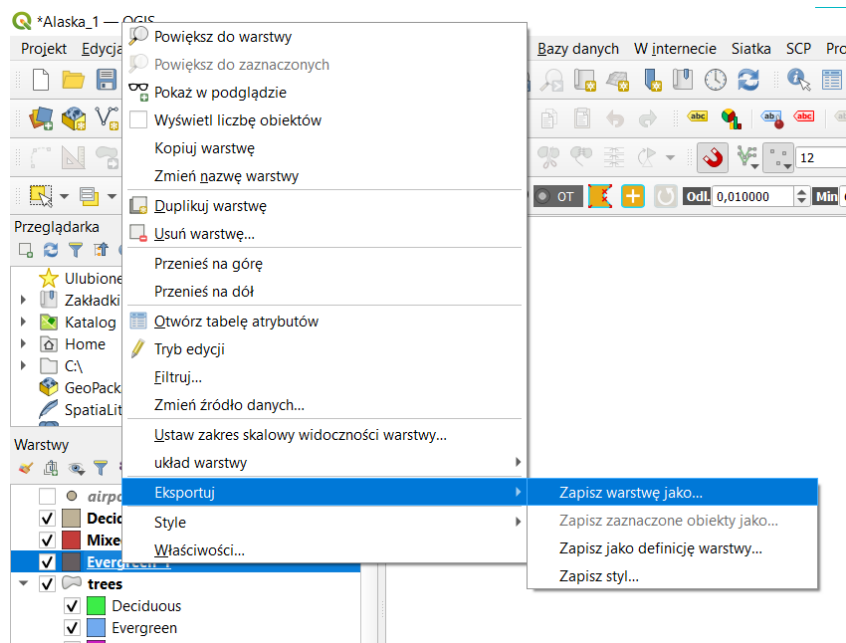 *Alaska_1 — QGIS
Projekt Edycja
Bazy danych W internecie Siatka SCP
abc ab abc
12
OT Odl. 0,010000 Min
Przeglądarka
Ulubione
Zakładki
Katalog
Home
C:\
GeoPack
SpatiaLit
Warstwy
airpo
Decid
Mixe
Evergreen_1
trees
Deciduous
Evergreen
Powiększ do warstwy
Powiększ do zaznaczonych
Pokaż w podglądzie
Wyświetl liczbę obiektów
Kopiuj warstwę
Zmień nazwę warstwy
Duplikuj warstwę
Usuń warstwę...
Przenieś na górę
Przenieś na dół
Otwórz tabelę atrybutów
Tryb edycji
Filtruj...
Zmień źródło danych...
Ustaw zakres skalowy widoczności warstwy...
układ warstwy
Eksportuj
Style
Właściwości...
Zapisz warstwę jako...
Zapisz zaznaczone obiekty jako...
Zapisz jako definicję warstwy...
Zapisz styl...